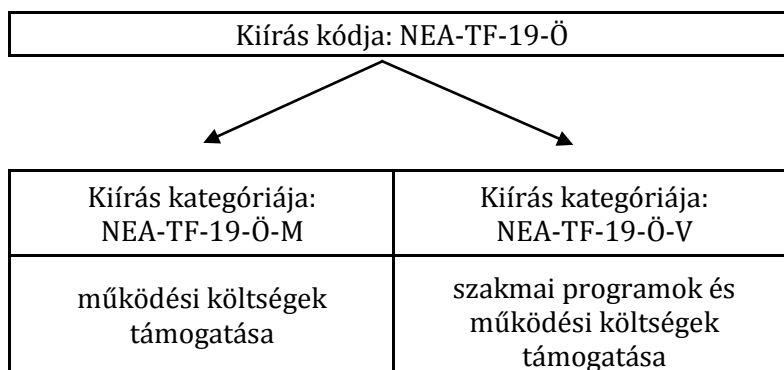 Kiírás kódja: NEA-TF-19-Ö
Kiírás kategóriája:
NEA-TF-19-Ö-M
Kiírás kategóriája:
NEA-TF-19-Ö-V
működési költségek
támogatása
szakmai programok és
működési költségek
támogatása